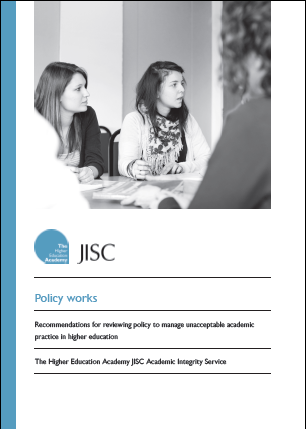 The
Higher
Education
Academy
JISC
Policy works
Recommendations for reviewing policy to manage unacceptable academic
practice in higher education
The Higher Education Academy JISC Academic Integrity Service